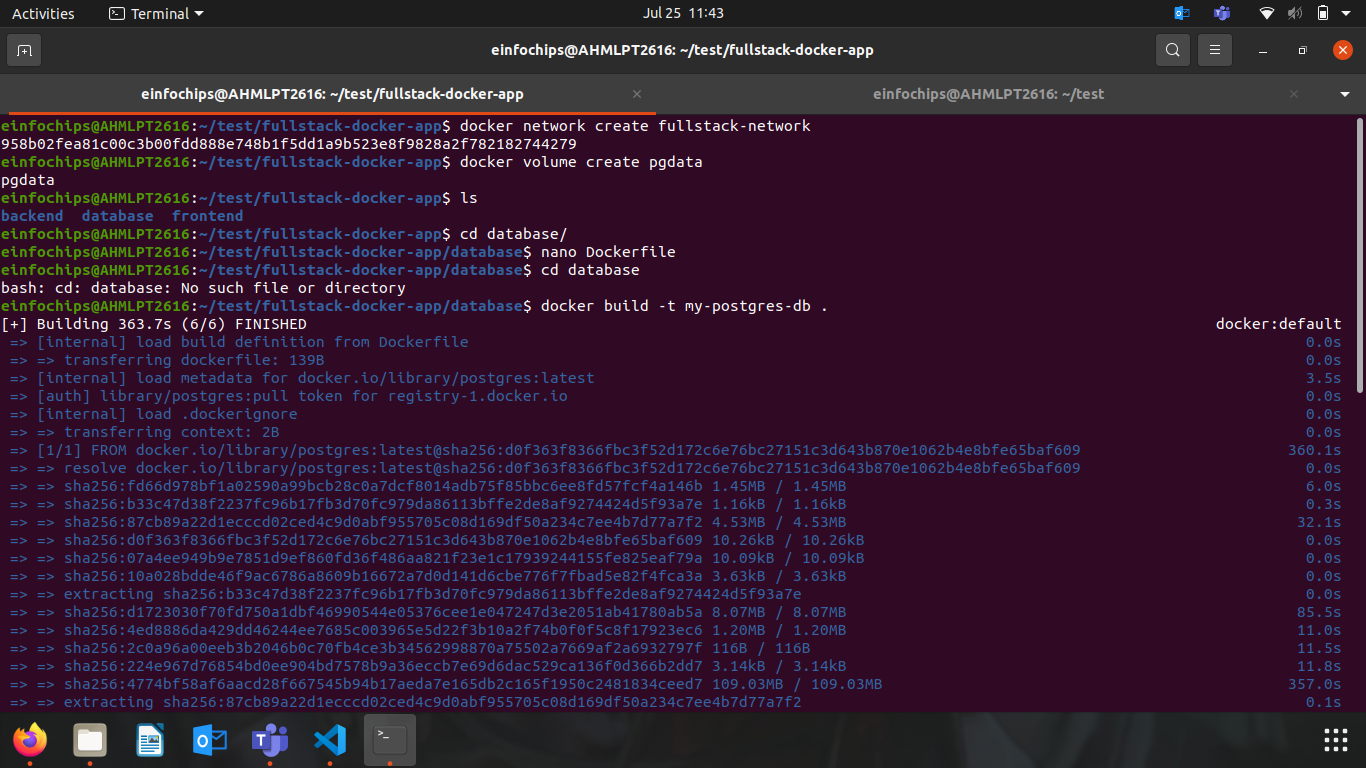 Activities Terminal Jul 25 11:43
einfochips@AHMLPT2616: ~/test/fullstack-docker-app
einfochips@AHMLPT2616: ~/test/fullstack-docker-app × einfochips@AHMLPT2616: ~/test ×
einfochips@AHMLPT2616:~/test/fullstack-docker-app$ docker network create fullstack-network
958b02fea81c00c3b00fdd888e748b1f5dd1a9b523e8f9828a2f782182744279
einfochips@AHMLPT2616:~/test/fullstack-docker-app$ docker volume create pgdata
pgdata
einfochips@AHMLPT2616:~/test/fullstack-docker-app$ ls
backend  database  frontend
einfochips@AHMLPT2616:~/test/fullstack-docker-app$ cd database/
einfochips@AHMLPT2616:~/test/fullstack-docker-app/database$ nano Dockerfile
einfochips@AHMLPT2616:~/test/fullstack-docker-app/database$ cd database
bash: cd: database: No such file or directory
einfochips@AHMLPT2616:~/test/fullstack-docker-app/database$ docker build -t my-postgres-db .
[+] Building 363.7s (6/6) FINISHED docker:default
=> [internal] load build definition from Dockerfile 0.0s
=> => transferring dockerfile: 139B 0.0s
=> [internal] load metadata for docker.io/library/postgres:latest 3.5s
=> [auth] library/postgres:pull token for registry-1.docker.io 0.0s
=> [internal] load .dockerignore 0.0s
=> => transferring context: 2B 0.0s
=> [1/1] FROM docker.io/library/postgres:latest@sha256:d0f363f8366fbc3f52d172c6e76bc27151c3d643b870e1062b4e8bfe65baf609 360.1s
=> => resolve docker.io/library/postgres:latest@sha256:d0f363f8366fbc3f52d172c6e76bc27151c3d643b870e1062b4e8bfe65baf609 0.0s
=> => sha256:fd66d978bf1a02590a99bcb28c0a7dcf8014adb75f85bbc6ee8fd57fcf4a146b 1.45MB / 1.45MB 6.0s
=> => sha256:b33c47d38f2237fc96b17fb3d70fc979da86113bffe2de8af9274424d5f93a7e 1.16kB / 1.16kB 0.3s
=> => sha256:87cb89a22d1ecccd02ced4c9d0abf955705c08d169df50a234c7ee4b7d77a7f2 4.53MB / 4.53MB 32.1s
=> => sha256:d0f363f8366fbc3f52d172c6e76bc27151c3d643b870e1062b4e8bfe65baf609 10.26kB / 10.26kB 0.0s
=> => sha256:07a4ee949b9e7851d9ef860fd36f486aa821f23e1c17939244155fe825eaf79a 10.09kB / 10.09kB 0.0s
=> => sha256:10a028bdde46f9ac6786a8609b16672a7d0d141d6cbe776f7fbad5e82f4fca3a 3.63kB / 3.63kB 0.0s
=> => extracting sha256:b33c47d38f2237fc96b17fb3d70fc979da86113bffe2de8af9274424d5f93a7e 0.0s
=> => sha256:d1723030f70fd750a1dbf46990544e05376cee1e047247d3e2051ab41780ab5a 8.07MB / 8.07MB 85.5s
=> => sha256:4ed8886da429dd46244ee7685c003965e5d22f3b10a2f74b0f0f5c8f17923ec6 1.20MB / 1.20MB 11.0s
=> => sha256:2c0a96a00eeb3b2046b0c70fb4ce3b34562998870a75502a7669af2a6932797f 116B / 116B 11.5s
=> => sha256:224e967d76854bd0ee904bd7578b9a36eccb7e69d6dac529ca136f0d366b2dd7 3.14kB / 3.14kB 11.8s
=> => sha256:4774bf58af6aacd28f667545b94b17aeda7e165db2c165f1950c2481834ceed7 109.03MB / 109.03MB 357.0s
=> => extracting sha256:87cb89a22d1ecccd02ced4c9d0abf955705c08d169df50a234c7ee4b7d77a7f2 0.1s